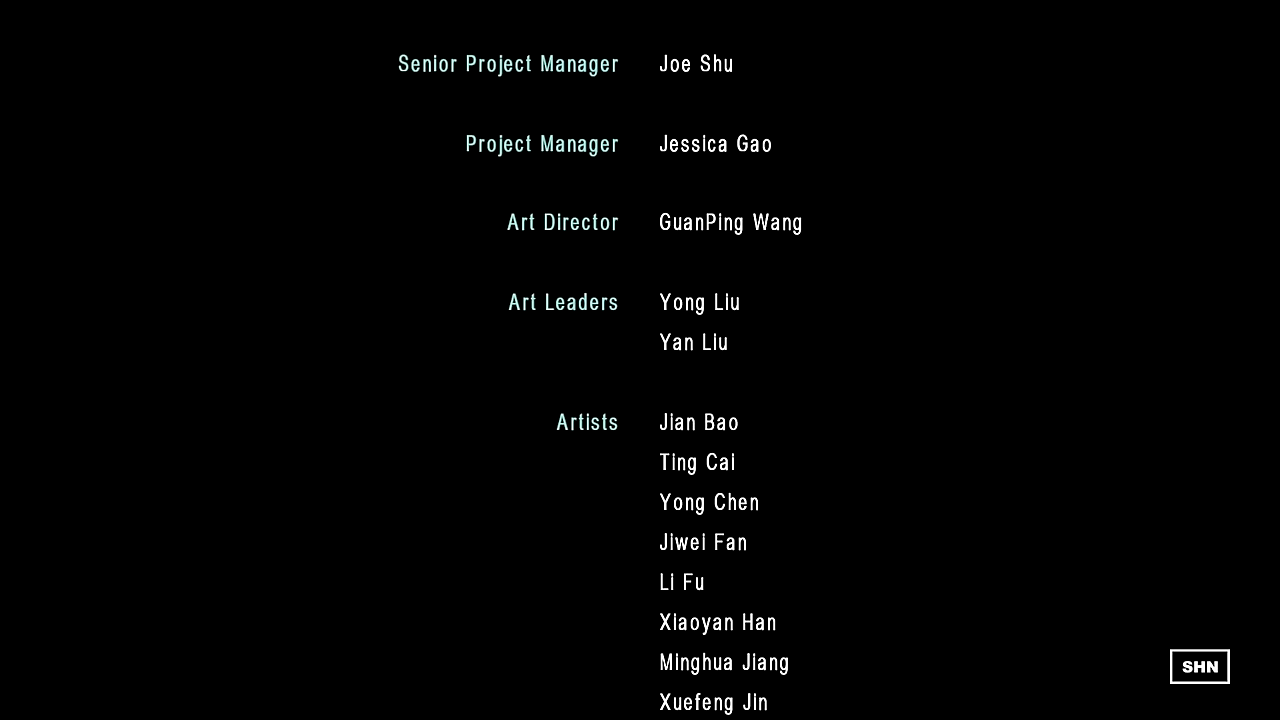 Senior Project Manager Joe Shu
Project Manager Jessica Gao
Art Director GuanPing Wang
Art Leaders Yong Liu
Yan Liu
Artists Jian Bao
Ting Cai
Yong Chen
Jiwei Fan
Li Fu
Xiaoyan Han
Minghua Jiang
Xuefeng Jin
SHN